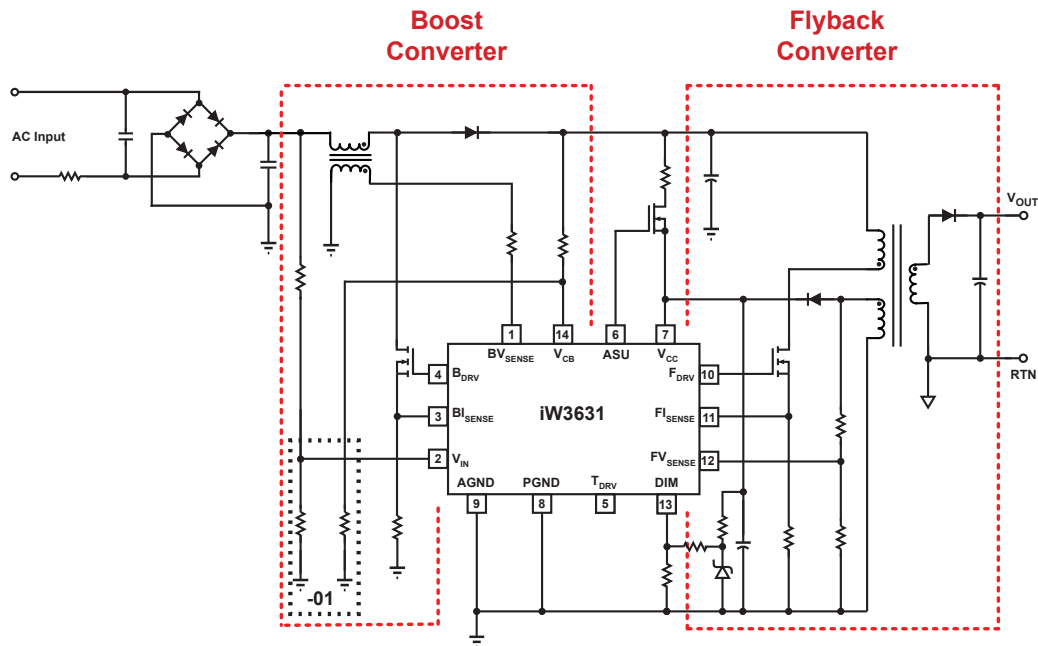 Boost
Converter
Flyback
Converter
AC Input
VOUT
RTN
1
14
6
7
BVSENSE
VCB
ASU
VCC
4
BDRV
FDRV
10
iW3631
3
BISENSE
FISENSE
11
2
VIN
FVSENSE
12
AGND
PGND
TDRV
DIM
9
8
5
13
-01